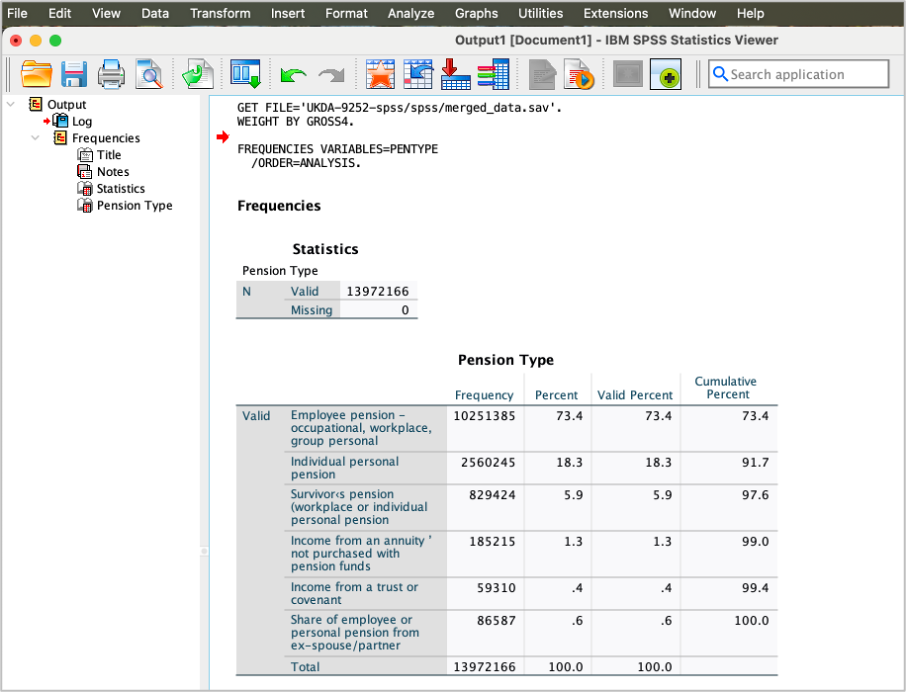 File Edit View Data Transform Insert Format Analyze Graphs Utilities Extensions Window Help
Output1 [Document1] - IBM SPSS Statistics Viewer
Search application
Output
Log
Frequencies
Title
Notes
Statistics
Pension Type
GET FILE='UKDA-9252-spss/spss/merged_data.sav'.
WEIGHT BY GROSS4.
FREQUENCIES VARIABLES=PENTYPE
/ORDER=ANALYSIS.
Frequencies
Statistics
Pension Type
N Valid 13972166
Missing 0
Pension Type
Frequency Percent Valid Percent Cumulative Percent
Valid Employee pension - 10251385 73.4 73.4 73.4
occupational, workplace,
group personal
Individual personal 2560245 18.3 18.3 91.7
pension
Survivor‹s pension 829424 5.9 5.9 97.6
(workplace or individual
personal pension
Income from an annuity ' 185215 1.3 1.3 99.0
not purchased with
pension funds
Income from a trust or 59310 .4 .4 99.4
covenant
Share of employee or 86587 .6 .6 100.0
personal pension from
ex-spouse/partner
Total 13972166 100.0 100.0